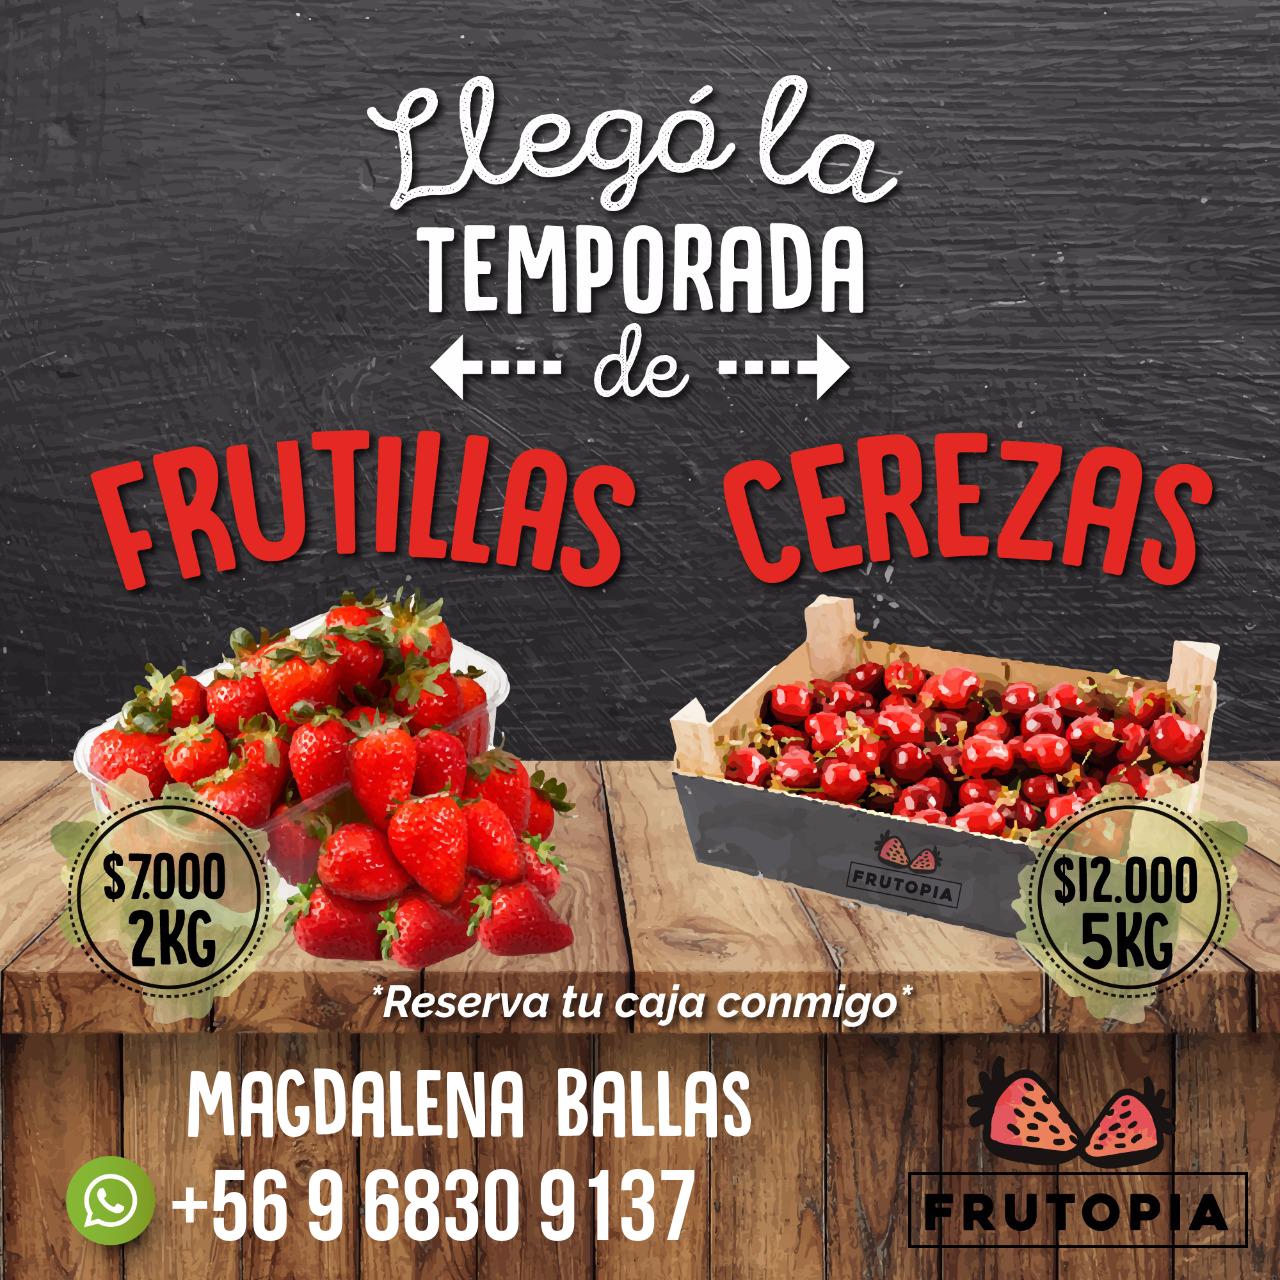 Llegó la
TEMPORADA
de
FRUTILLAS CEREZAS
$7.000
2KG
FRUTOPIA
$12.000
5KG
*Reserva tu caja conmigo*
MAGDALENA BALLAS
+56 9 6830 9137
FRUTOPIA